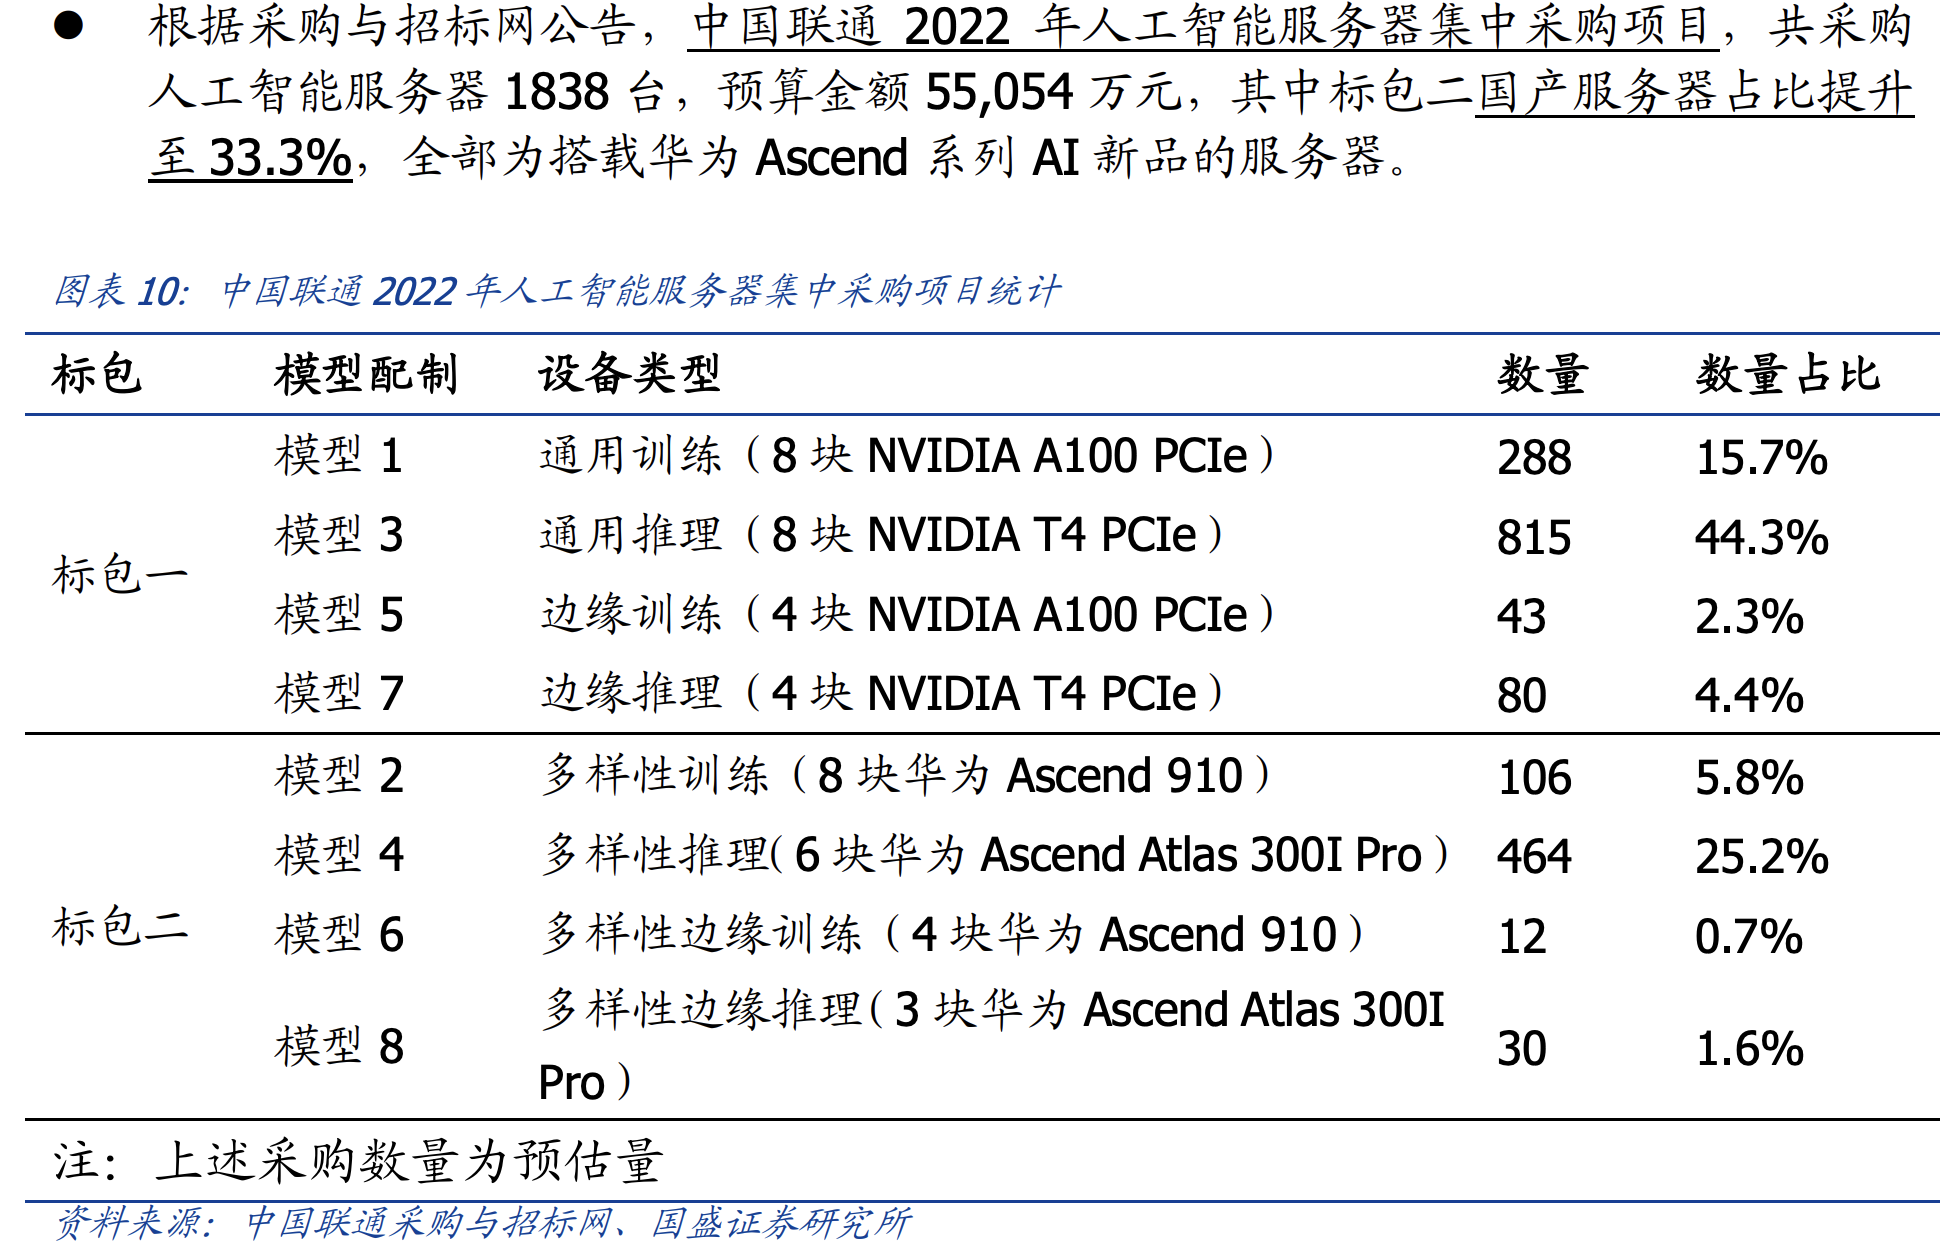 ● 根据采购与招标网公告，中国联通 2022 年人工智能服务器集中采购项目，共采购
人工智能服务器 1838 台，预算金额 55,054 万元，其中标包二国产服务器占比提升
至 33.3%，全部为搭载华为 Ascend 系列 AI 新品的服务器。
图表 10：中国联通 2022 年人工智能服务器集中采购项目统计
标包 模型配制 设备类型 数量 数量占比
模型 1 通用训练（8 块 NVIDIA A100 PCIe） 288 15.7%
模型 3 通用推理（8 块 NVIDIA T4 PCIe） 815 44.3%
标包一
模型 5 边缘训练（4 块 NVIDIA A100 PCIe） 43 2.3%
模型 7 边缘推理（4 块 NVIDIA T4 PCIe） 80 4.4%
模型 2 多样性训练（8 块华为 Ascend 910） 106 5.8%
模型 4 多样性推理(6 块华为 Ascend Atlas 300I Pro） 464 25.2%
标包二
模型 6 多样性边缘训练（4 块华为 Ascend 910） 12 0.7%
多样性边缘推理(3 块华为 Ascend Atlas 300I
模型 8 30 1.6%
Pro）
注：上述采购数量为预估量
资料来源：中国联通采购与招标网、国盛证券研究所